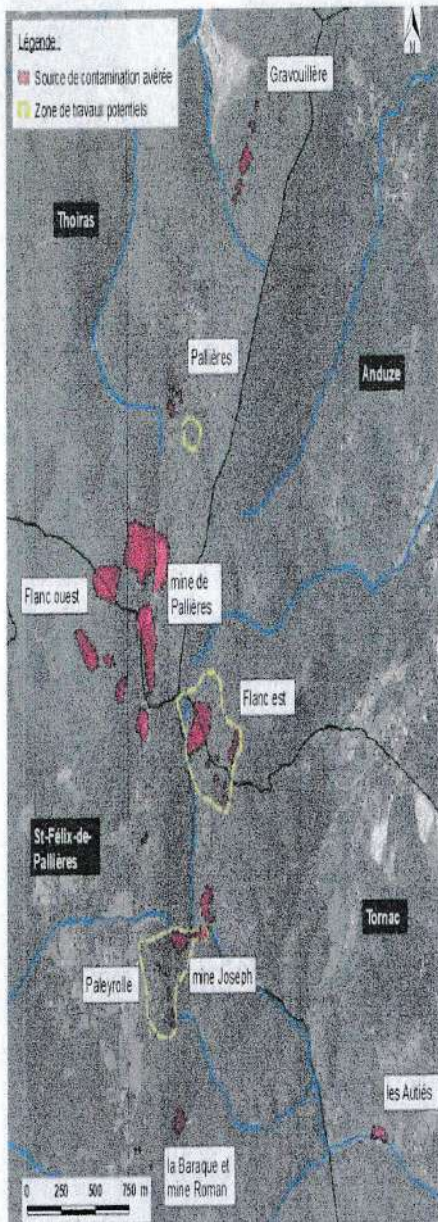 Légende :
Source de contamination avérée
Zone de travaux potentiels
N
Gravouillère
Thoiras
Pallières
Anduze
Flanc ouest
mine de
Pallières
Flanc est
St-Félix-de-
Pallières
Tornac
Paleyrolle
mine Joseph
les Autiès
la Baraque et
mine Roman
0 250 500 750 m